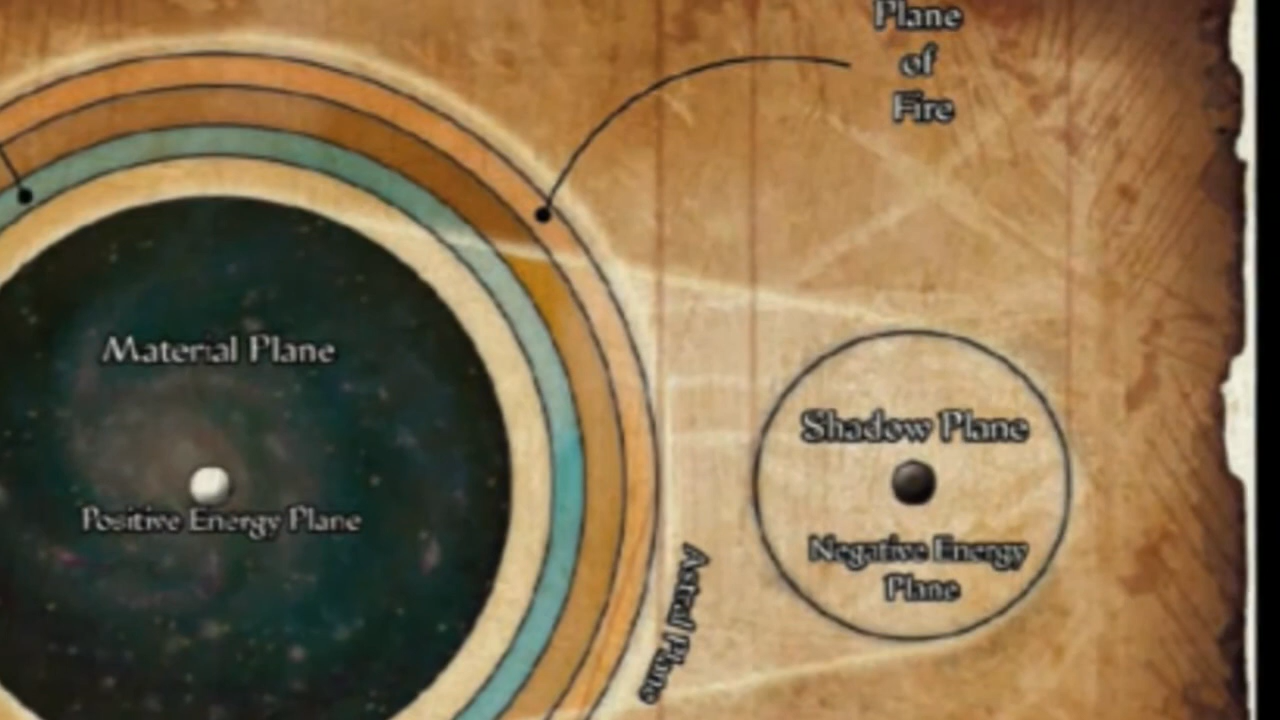 Plane
of
Fire
Material Plane
Positive Energy Plane
Shadow Plane
Negative Energy
Plane
Astral Plane